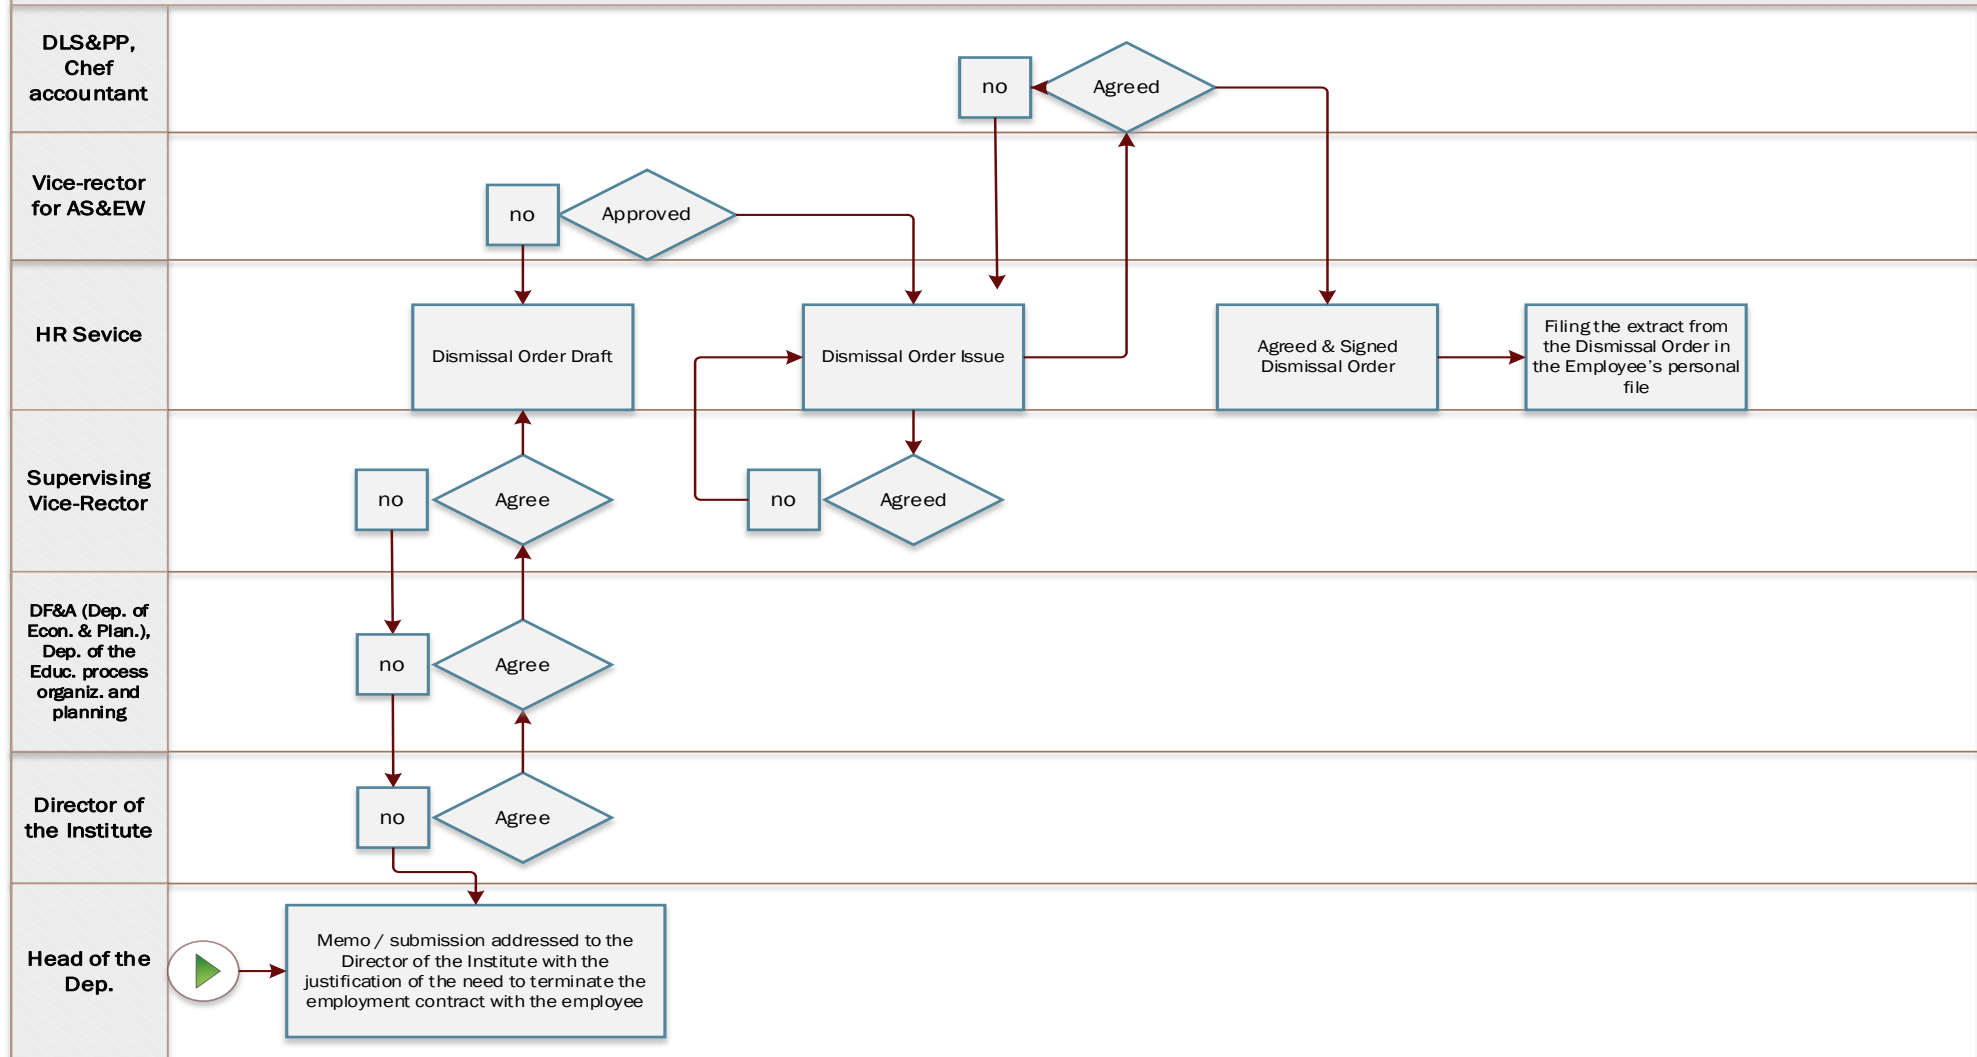 DLS&PP,
Chef
accountant
no
Agreed
Vice-rector
for AS&EW
no
Approved
HR Sevice
Dismissal Order Draft
Dismissal Order Issue
Agreed & Signed
Dismissal Order
Filing the extract from
the Dismissal Order in
the Employee's personal
file
Supervising
Vice-Rector
no
Agree
no
Agreed
DF&A (Dep. of
Econ. & Plan.),
Dep. of the
Educ. process
organiz. and
planning
no
Agree
Director of
the Institute
no
Agree
Head of the
Dep.
Memo / submission addressed to the
Director of the Institute with the
justification of the need to terminate the
employment contract with the employee